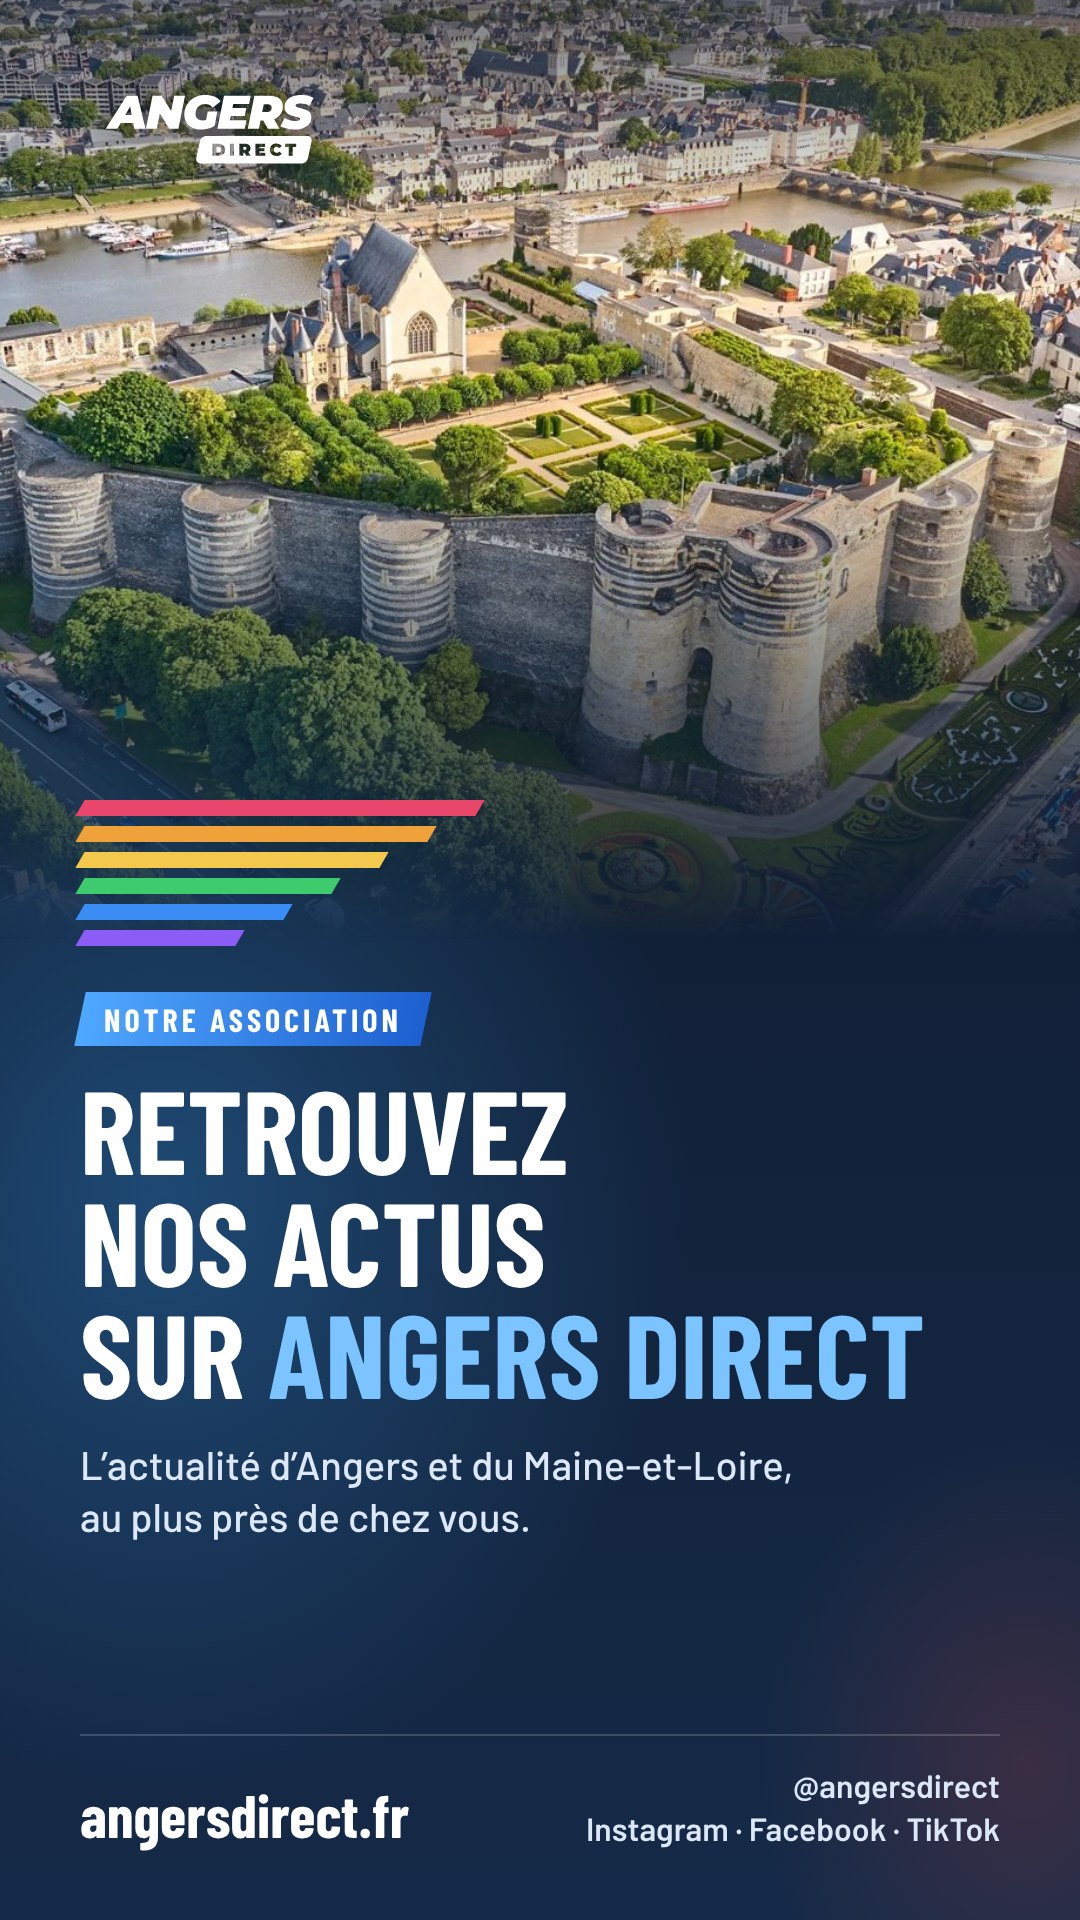 ANGERS
DIRECT
NOTRE ASSOCIATION
RETROUVEZ
NOS ACTUS
SUR ANGERS DIRECT
L’actualité d’Angers et du Maine-et-Loire,
au plus près de chez vous.
angersdirect.fr
@angersdirect
Instagram · Facebook · TikTok